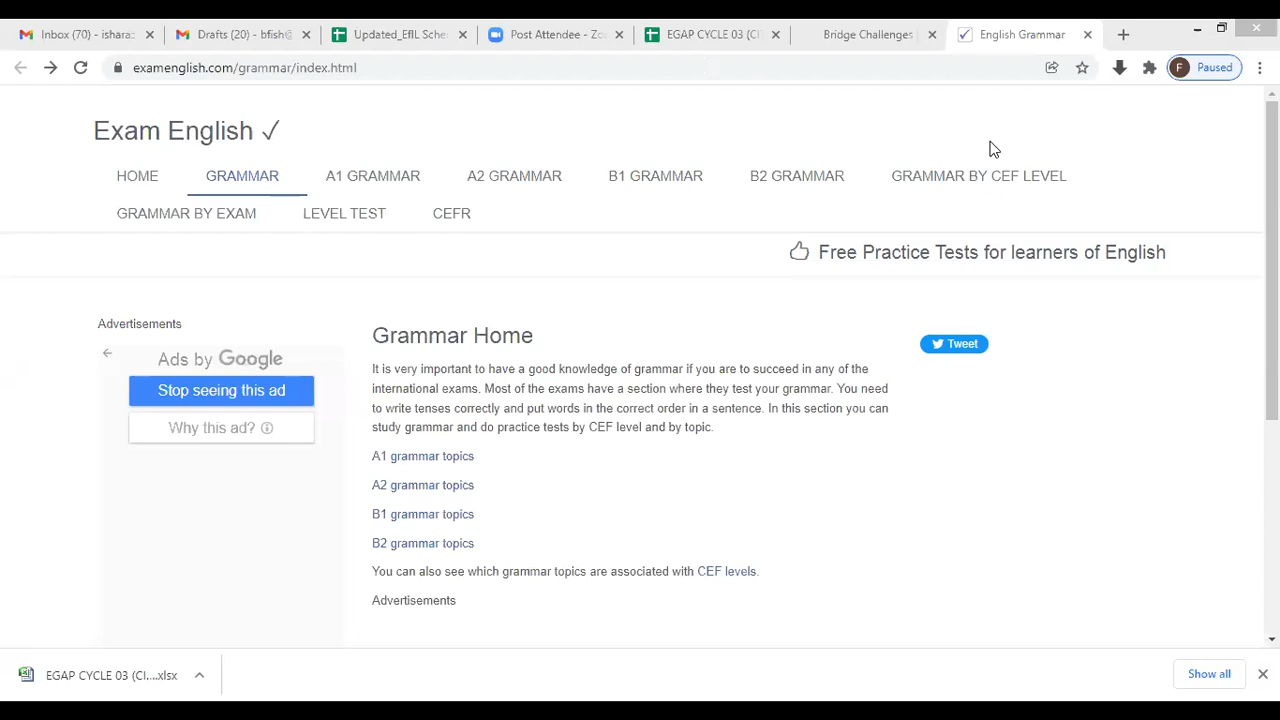 Inbox (70) - ishara:
Drafts (20) - bfish@
Updated_EfIL Sche
Post Attendee - Zoo
EGAP CYCLE 03 (CI
Bridge Challenges
English Grammar
examenglish.com/grammar/index.html
F
Paused
Exam English ✓
HOME
GRAMMAR
A1 GRAMMAR
A2 GRAMMAR
B1 GRAMMAR
B2 GRAMMAR
GRAMMAR BY CEF LEVEL
GRAMMAR BY EXAM
LEVEL TEST
CEFR
Free Practice Tests for learners of English
Advertisements
Ads by Google
Stop seeing this ad
Why this ad?
Grammar Home
Tweet
It is very important to have a good knowledge of grammar if you are to succeed in any of the
international exams. Most of the exams have a section where they test your grammar. You need
to write tenses correctly and put words in the correct order in a sentence. In this section you can
study grammar and do practice tests by CEF level and by topic.
A1 grammar topics
A2 grammar topics
B1 grammar topics
B2 grammar topics
You can also see which grammar topics are associated with CEF levels.
Advertisements
EGAP CYCLE 03 (CI....xlsx
Show all